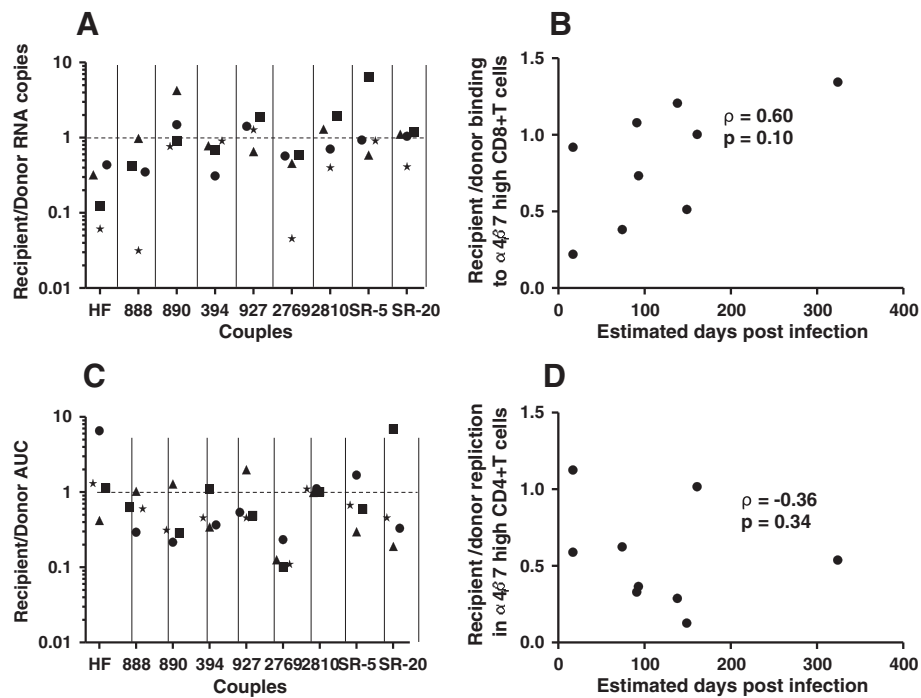 A
Recipient/Donor RNA copies
10
1
0.1
0.01
HF 888 890 394 927 2769 2810 SR-5 SR-20
Couples
B
Recipient /donor binding
to α4β7 high CD8+T cells
1.5
1.0
0.5
0.0
ρ = 0.60
p = 0.10
0 100 200 300 400
Estimated days post infection
C
Recipient/Donor AUC
10
1
0.1
0.01
HF 888 890 394 927 2769 2810 SR-5 SR-20
Couples
D
Recipient /donor repliction
in α4β7 high CD4+T cells
1.5
1.0
0.5
0.0
ρ = -0.36
p = 0.34
0 100 200 300 400
Estimated days post infection